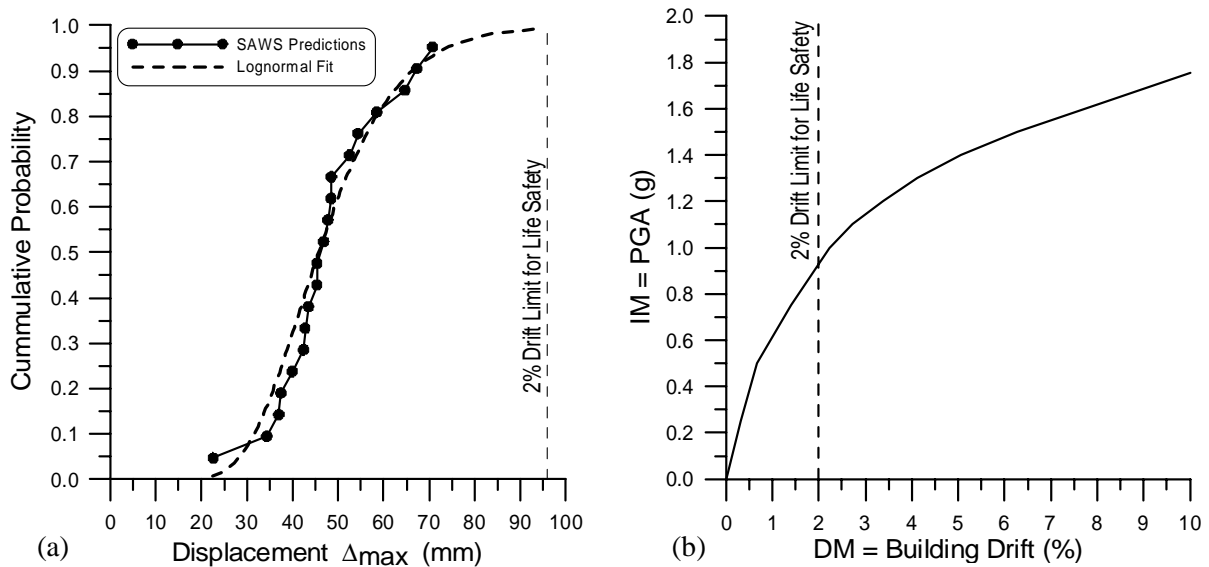 1.0
0.9
0.8
0.7
0.6
0.5
0.4
0.3
0.2
0.1
0.0
Cummulative Probability
SAWS Predictions
Lognormal Fit
2% Drift Limit for Life Safety
0 10 20 30 40 50 60 70 80 90 100
(a) Displacement Δmax (mm)
2.0
1.8
1.6
1.4
1.2
1.0
0.8
0.6
0.4
0.2
0.0
IM = PGA (g)
2% Drift Limit for Life Safety
0 1 2 3 4 5 6 7 8 9 10
(b) DM = Building Drift (%)